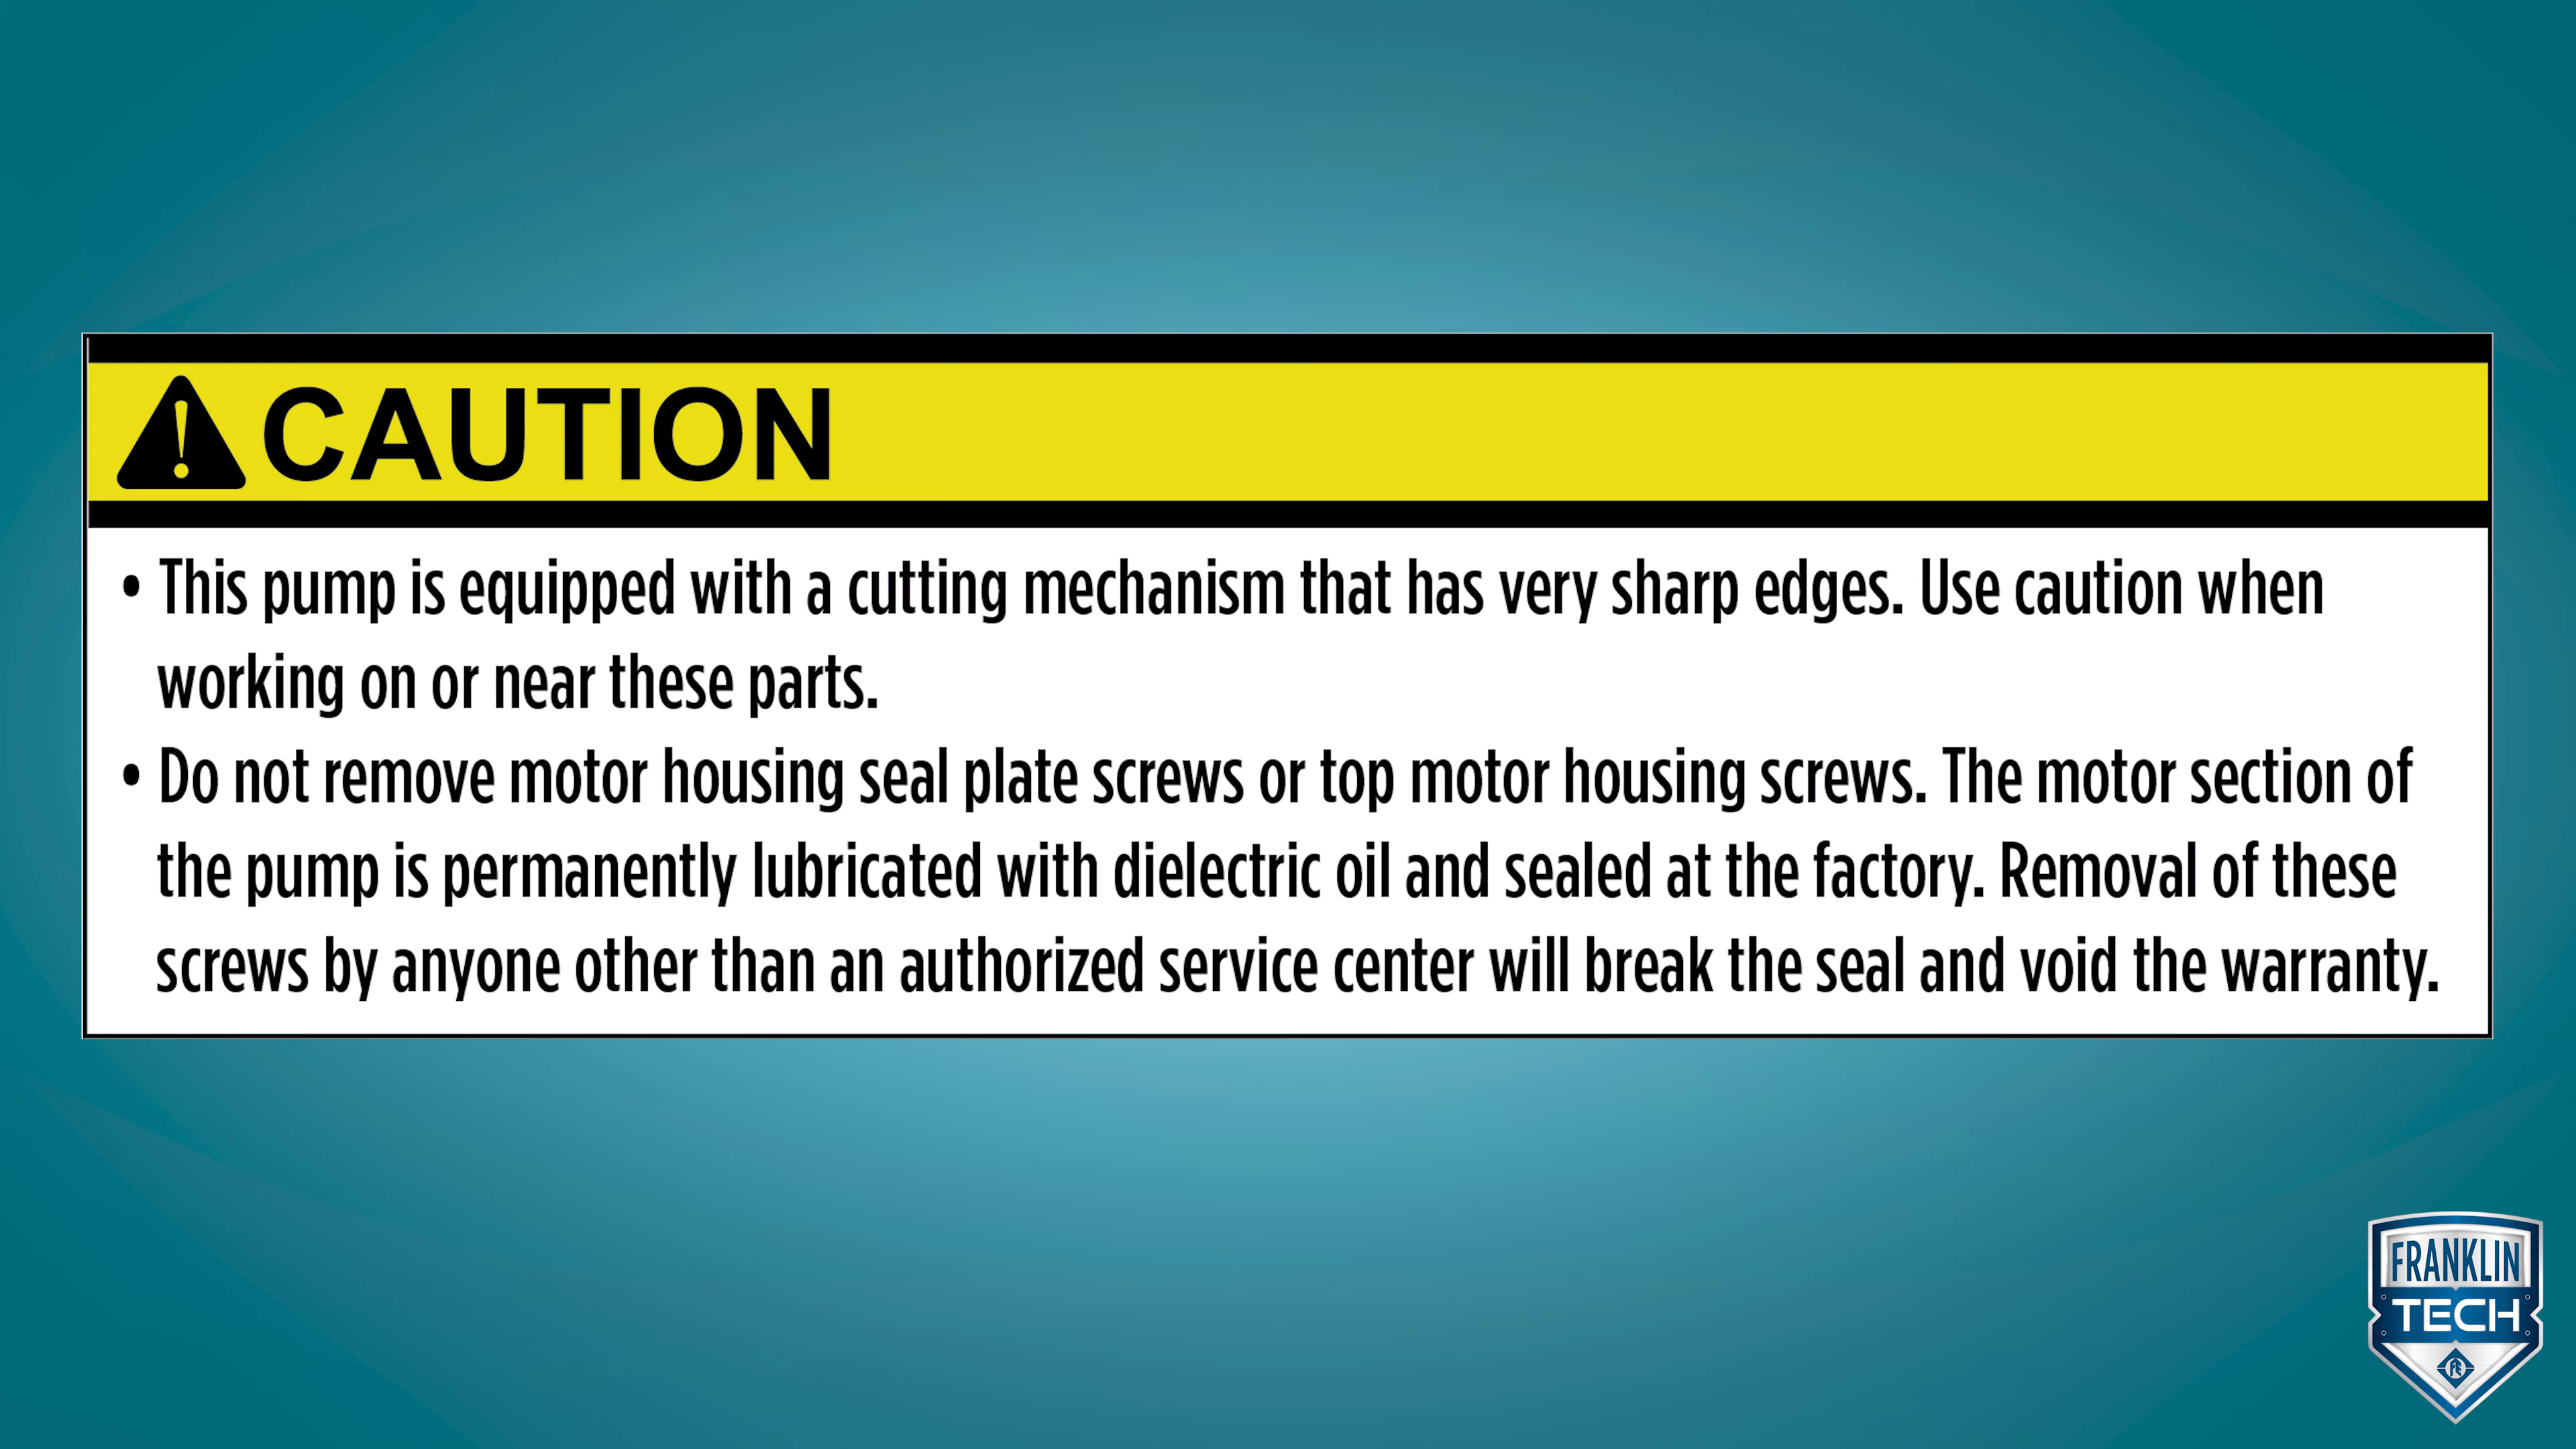 CAUTION
• This pump is equipped with a cutting mechanism that has very sharp edges. Use caution when
working on or near these parts.
• Do not remove motor housing seal plate screws or top motor housing screws. The motor section of
the pump is permanently lubricated with dielectric oil and sealed at the factory. Removal of these
screws by anyone other than an authorized service center will break the seal and void the warranty.
FRANKLIN
TECH